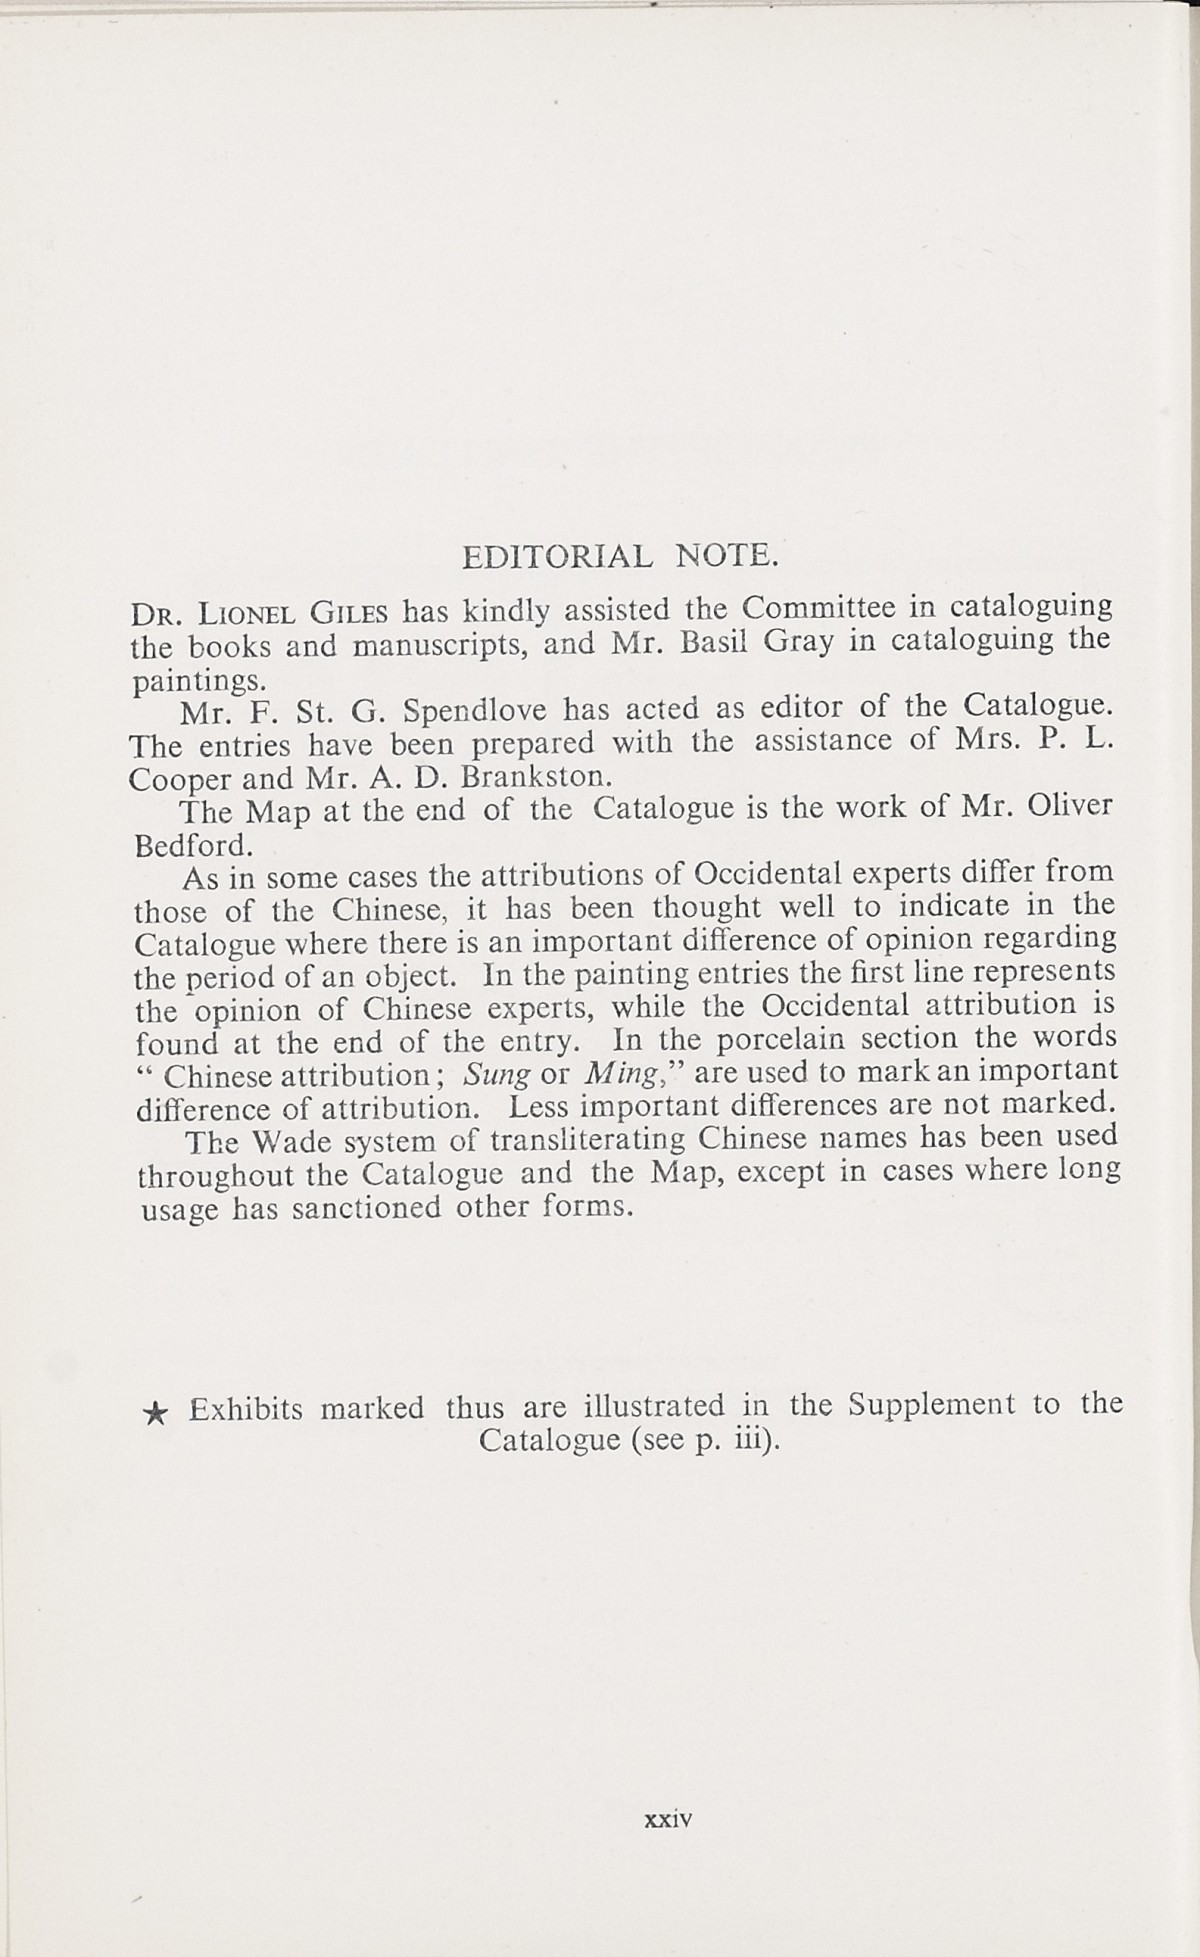 EDITORIAL NOTE.
DR. LIONEL GILES has kindly assisted the Committee in cataloguing
the books and manuscripts, and Mr. Basil Gray in cataloguing the
paintings.
Mr. F. St. G. Spendlove has acted as editor of the Catalogue.
The entries have been prepared with the assistance of Mrs. P. L.
Cooper and Mr. A. D. Brankston.
The Map at the end of the Catalogue is the work of Mr. Oliver
Bedford.
As in some cases the attributions of Occidental experts differ from
those of the Chinese, it has been thought well to indicate in the
Catalogue where there is an important difference of opinion regarding
the period of an object. In the painting entries the first line represents
the opinion of Chinese experts, while the Occidental attribution is
found at the end of the entry. In the porcelain section the words
“ Chinese attribution; Sung or Ming,” are used to mark an important
difference of attribution. Less important differences are not marked.
The Wade system of transliterating Chinese names has been used
throughout the Catalogue and the Map, except in cases where long
usage has sanctioned other forms.
★ Exhibits marked thus are illustrated in the Supplement to the
Catalogue (see p. iii).
xxiv